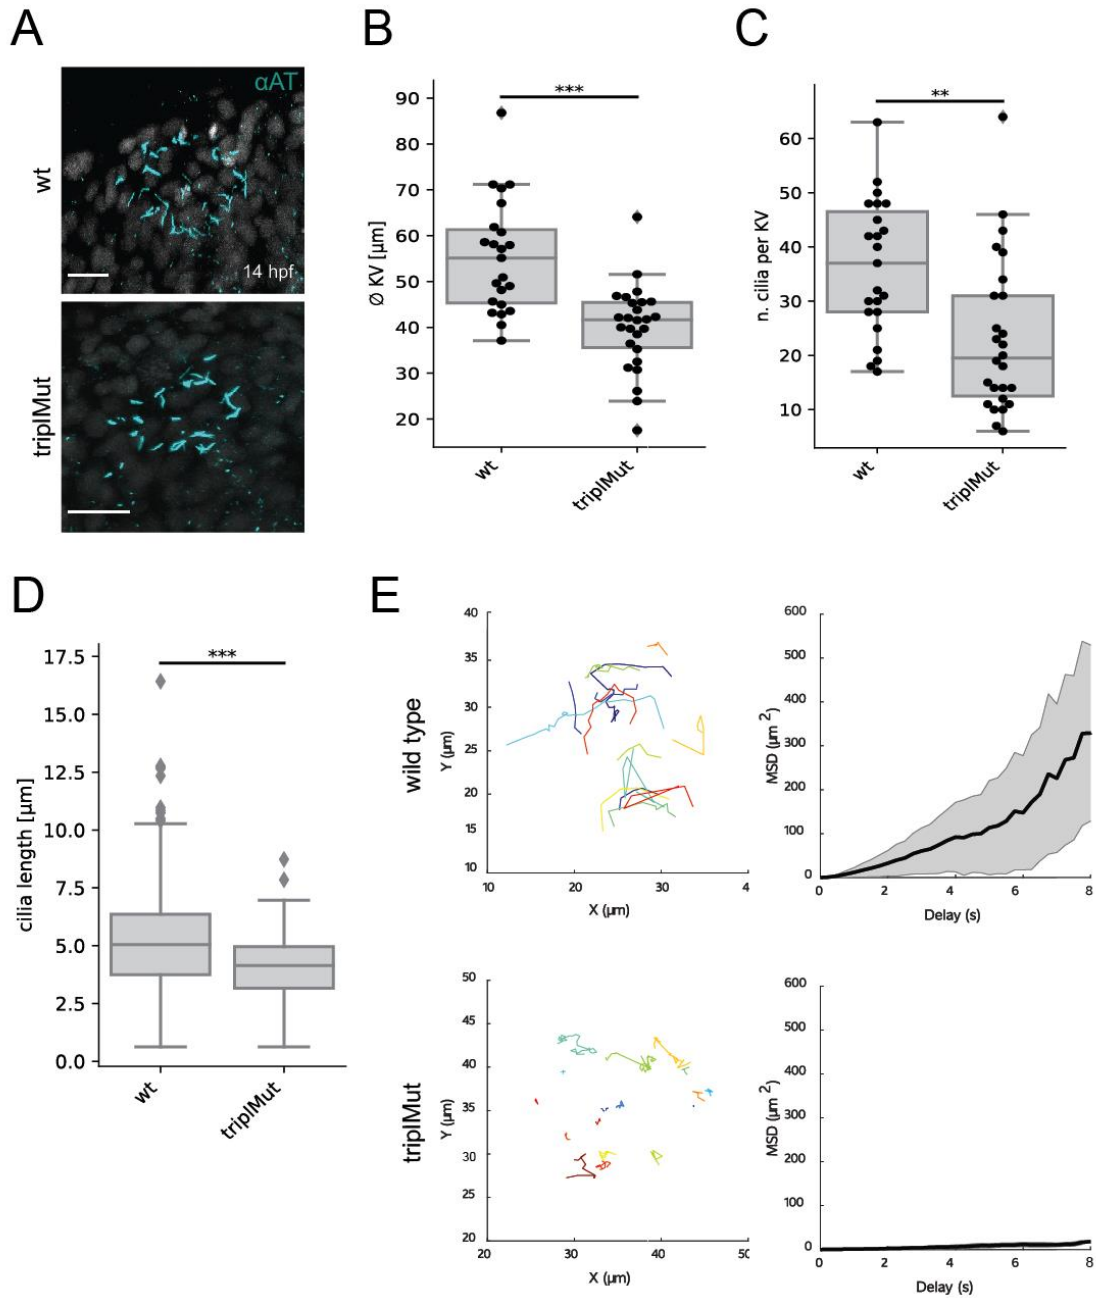 A
αAT
wt
14 hpf
triplMut
B
***
Ø KV [µm]
90
80
70
60
50
40
30
20
wt
triplMut
C
**
n. cilia per KV
60
50
40
30
20
10
wt
triplMut
D
***
cilia length [µm]
17.5
15.0
12.5
10.0
7.5
5.0
2.5
0.0
wt
triplMut
E
wild type
Y (µm)
40
35
30
25
20
15
10
10
20
30
4
X (µm)
MSD (µm 2)
600
500
400
300
200
100
0
0
2
4
6
8
Delay (s)
triplMut
Y (µm)
50
45
40
35
30
25
20
20
30
40
50
X (µm)
MSD (µm 2)
600
500
400
300
200
100
0
0
2
4
6
8
Delay (s)